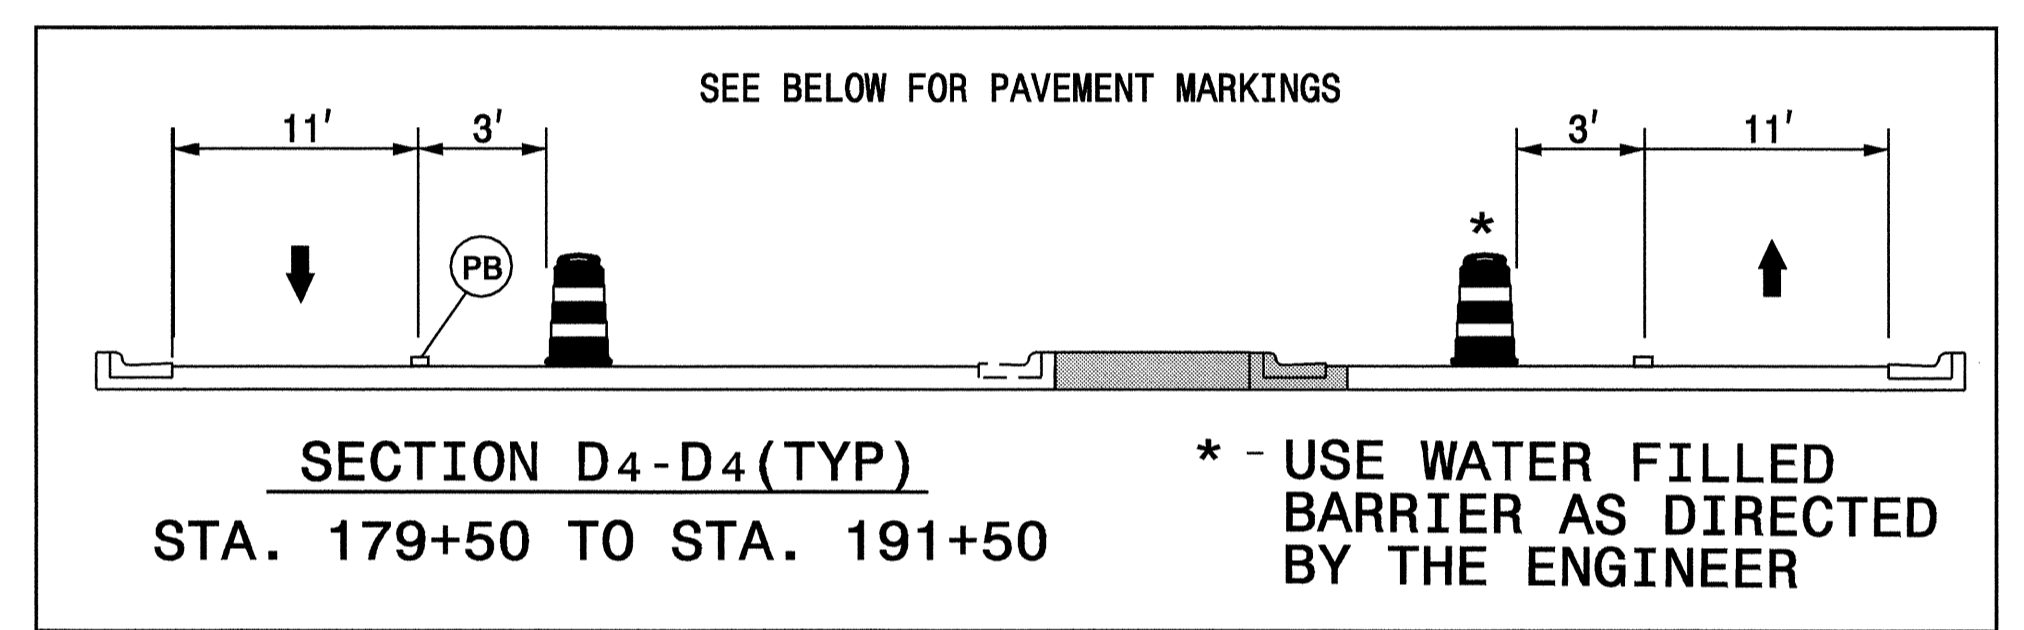 SEE BELOW FOR PAVEMENT MARKINGS
11' 3' 3' 11'
*
PB
SECTION D4-D4(TYP)
STA. 179+50 TO STA. 191+50
* - USE WATER FILLED
BARRIER AS DIRECTED
BY THE ENGINEER